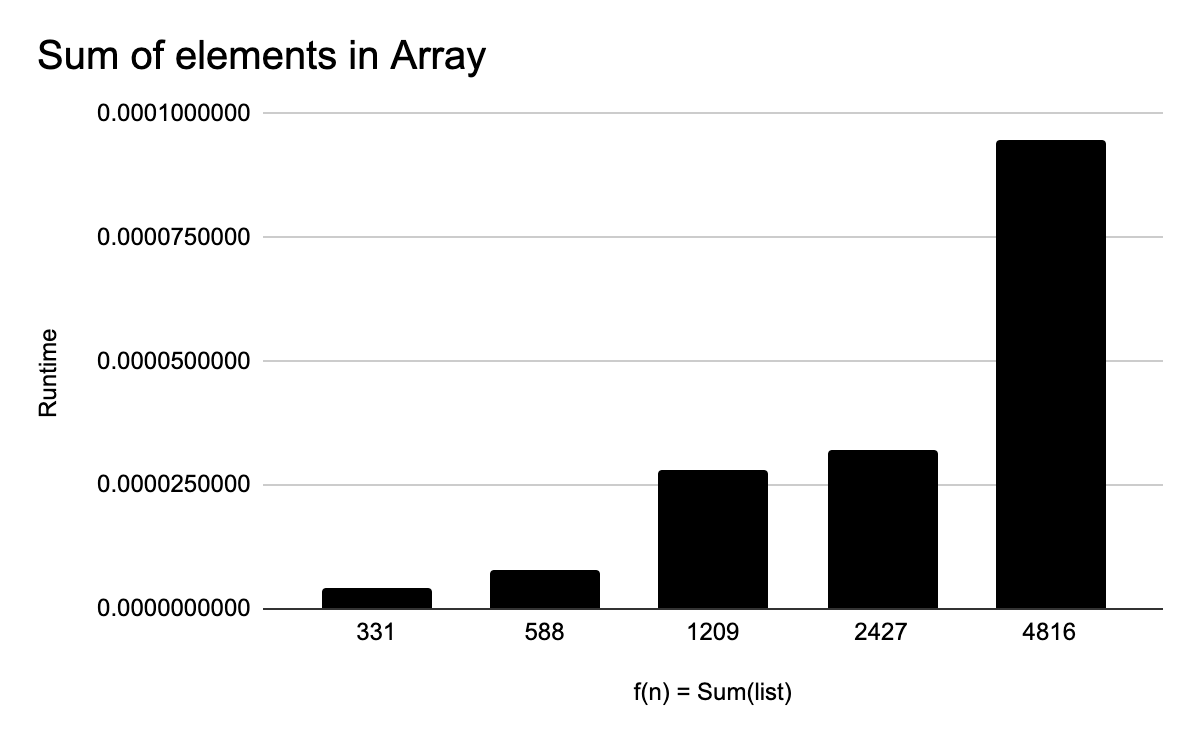 Sum of elements in Array
0.0001000000
0.0000750000
0.0000500000
0.0000250000
0.0000000000
Runtime
331 588 1209 2427 4816
f(n) = Sum(list)